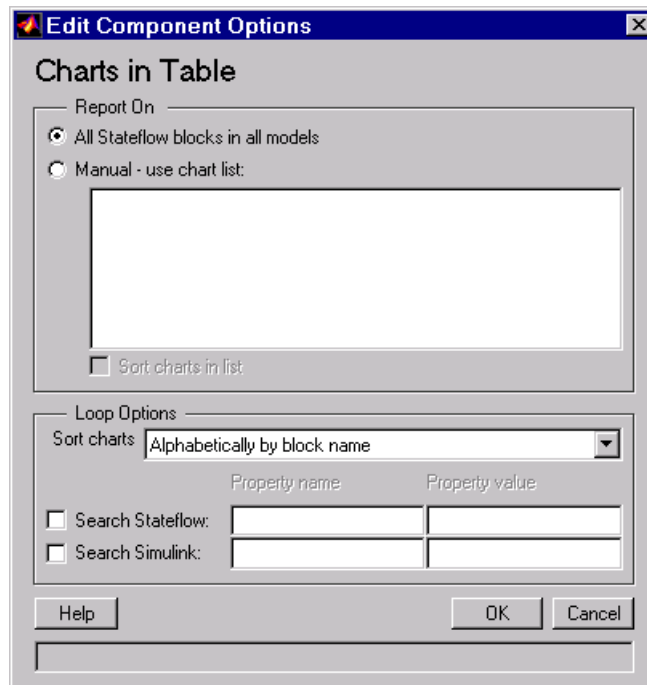 Edit Component Options
Charts in Table
Report On
All Stateflow blocks in all models
Manual - use chart list:
Sort charts in list
Loop Options
Sort charts Alphabetically by block name
Property name Property value
Search Stateflow:
Search Simulink:
Help OK Cancel